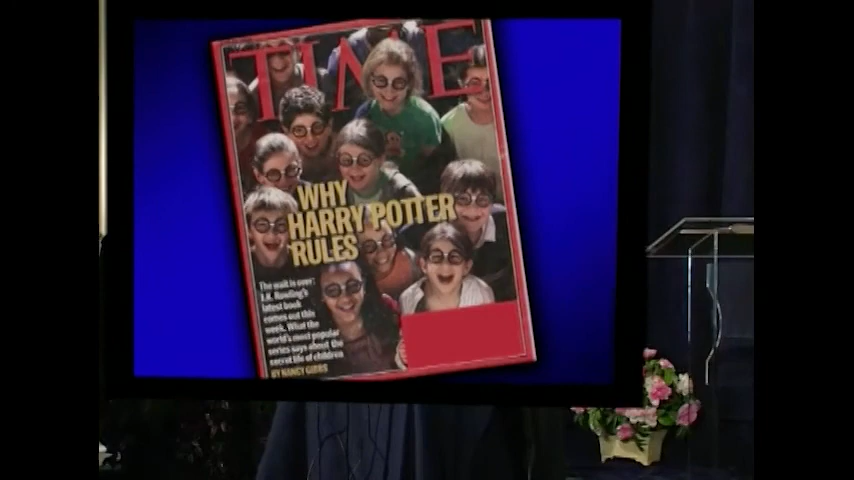 TIME
WHY
HARRY POTTER
RULES
The wait is over:
J.K. Rowling's
latest book
comes out this
week. What the
world's most popular
series says about the
secret life of children
BY NANCY GIBBS